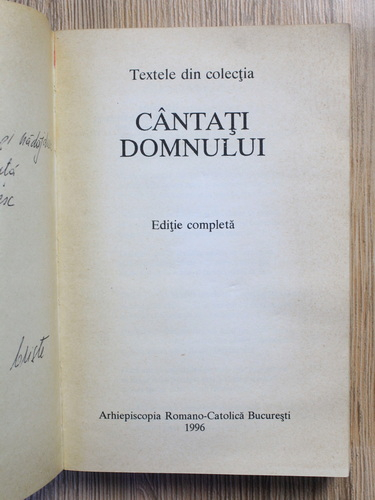 Textele din colecţia
CÂNTAŢI
DOMNULUI
Ediţie completă
Arhiepiscopia Romano-Catolică Bucureşti
1996